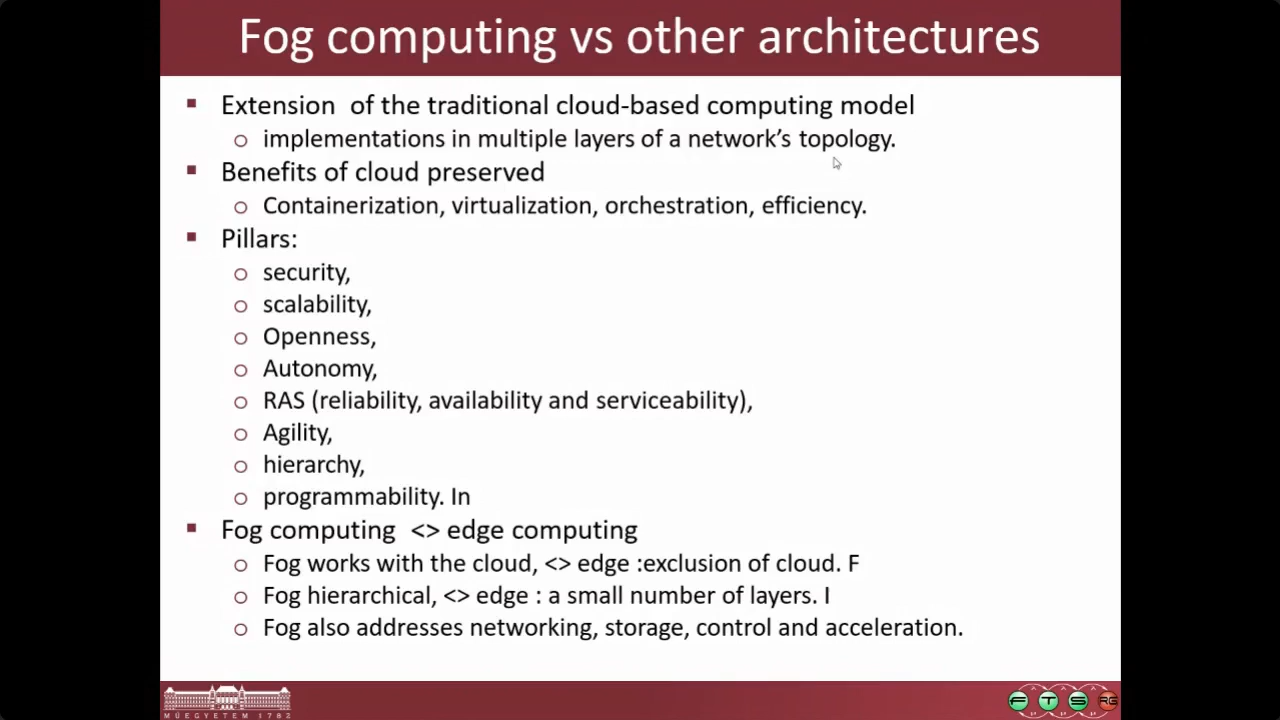 Fog computing vs other architectures
▪ Extension of the traditional cloud-based computing model
o implementations in multiple layers of a network’s topology.
▪ Benefits of cloud preserved
o Containerization, virtualization, orchestration, efficiency.
▪ Pillars:
o security,
o scalability,
o Openness,
o Autonomy,
o RAS (reliability, availability and serviceability),
o Agility,
o hierarchy,
o programmability. In
▪ Fog computing <> edge computing
o Fog works with the cloud, <> edge :exclusion of cloud. F
o Fog hierarchical, <> edge : a small number of layers. I
o Fog also addresses networking, storage, control and acceleration.
MŰEGYETEM 1782
F T S RG